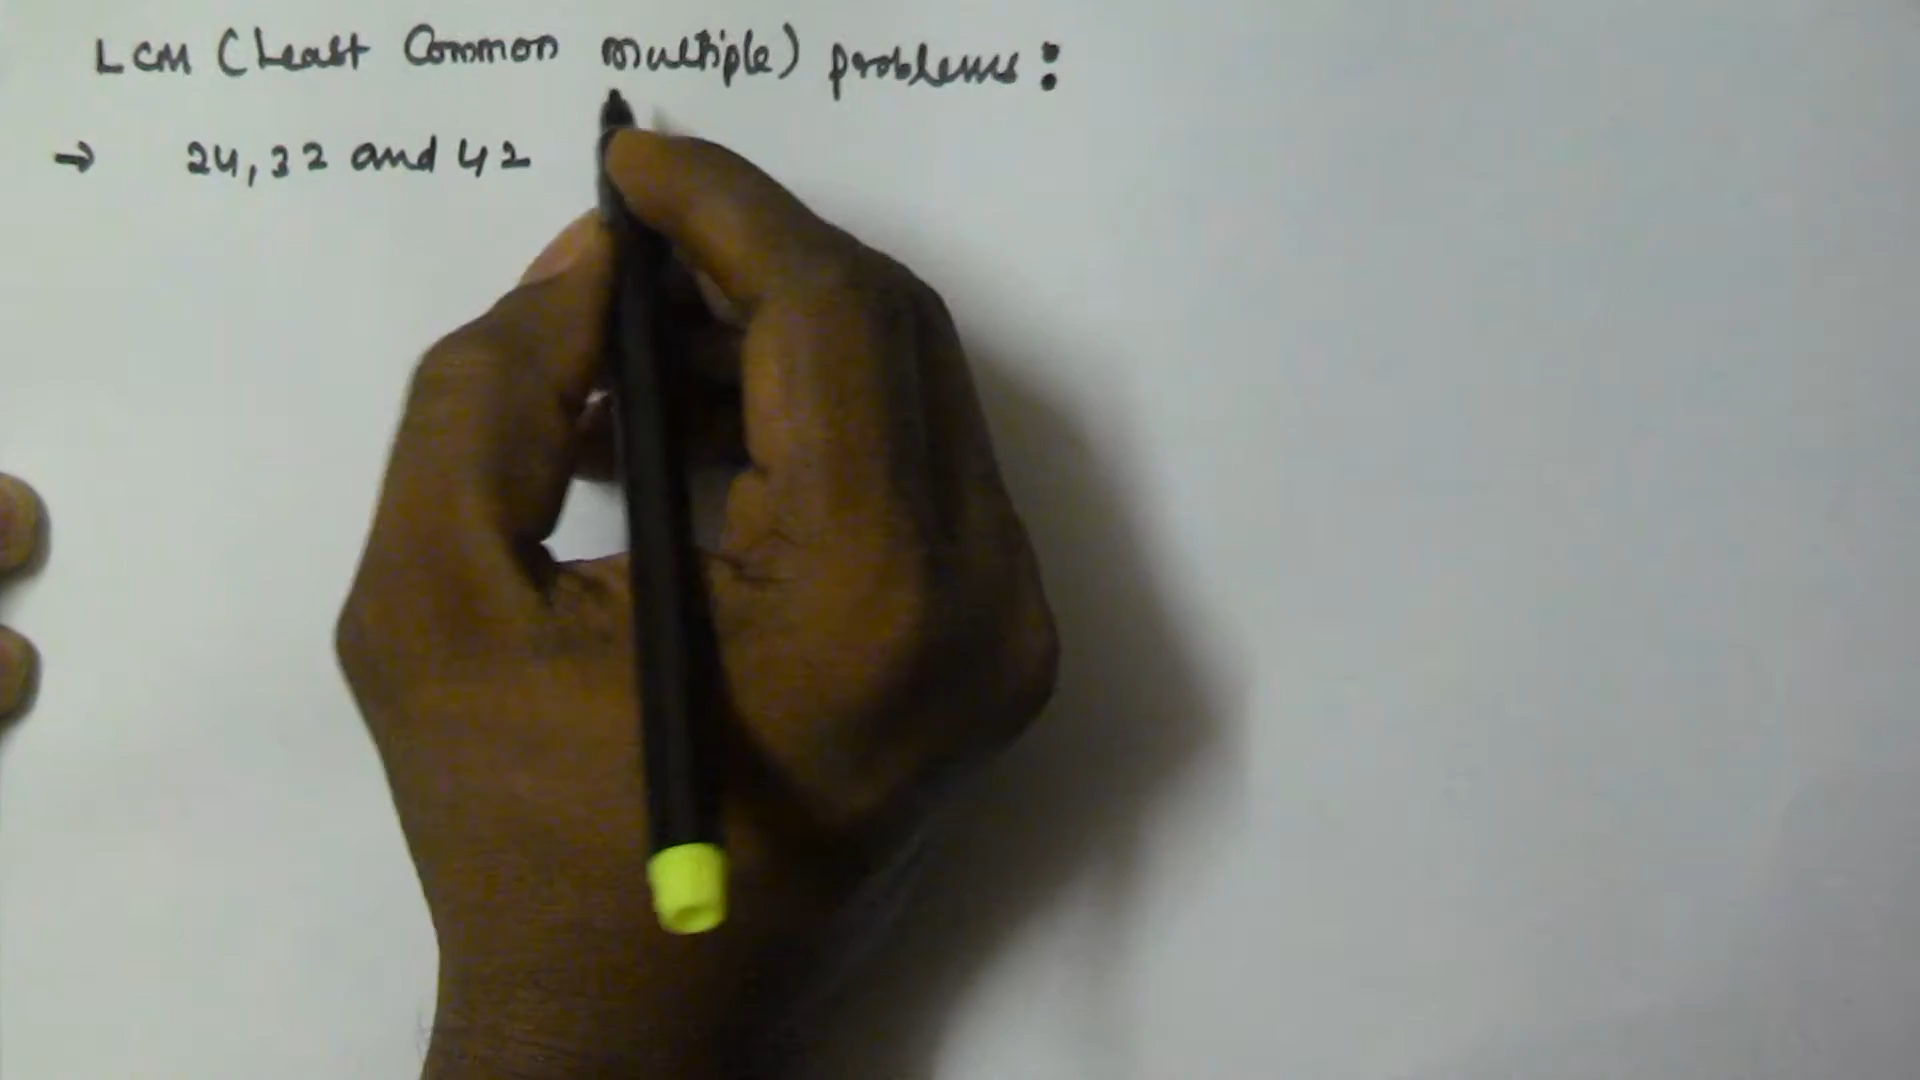 LCM (Least Common Multiple) problems:
→ 24, 32 and 42